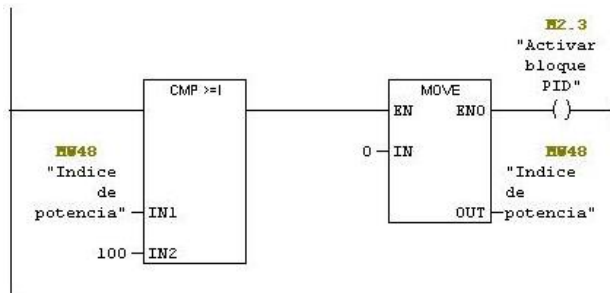 M2.3
"Activar
bloque
PID"
CMP >=I
MOVE
EN ENO
( )
MW48
"Indice
de
potencia"
IN1
100
IN2
0
IN
MW48
"Indice
de
potencia"
OUT